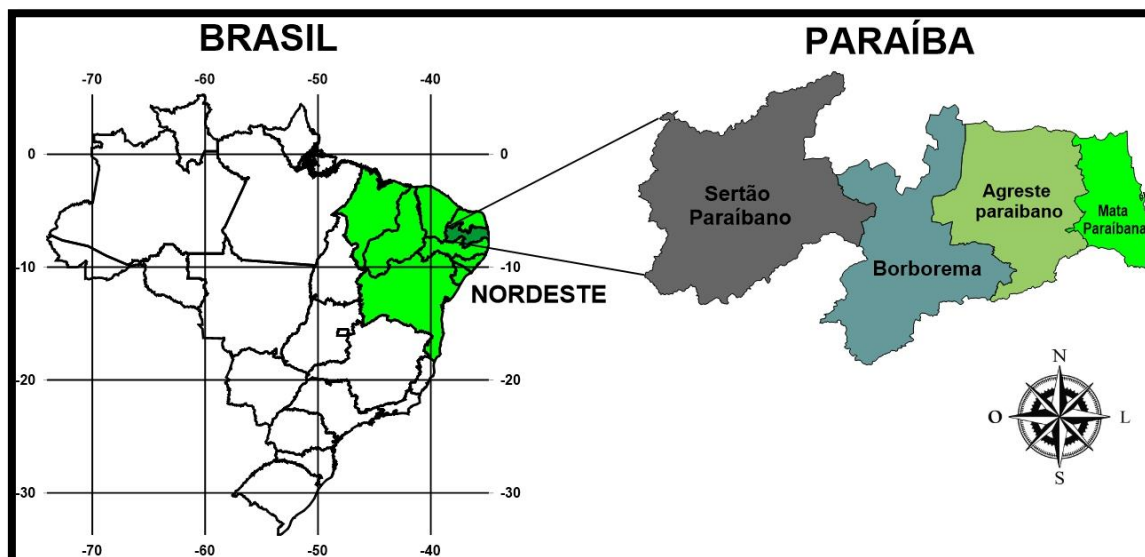 BRASIL
PARAÍBA
-70
-60
-50
-40
0
0
-10
-10
-20
-20
-30
-30
-70
-60
-50
-40
NORDESTE
Sertão
Paraíbano
Borborema
Agreste
paraibano
Mata
Paraíbana
N
O
L
S